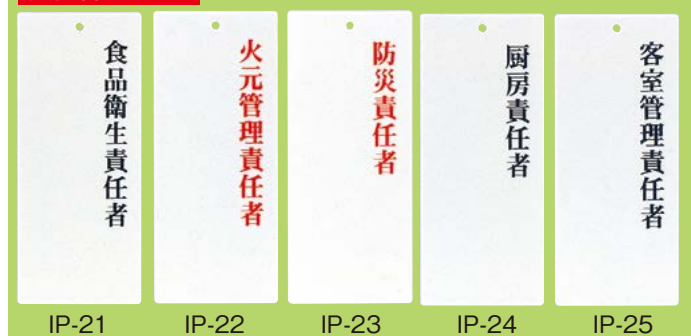 食品衛生責任者
火元管理責任者
防災責任者
厨房責任者
客室管理責任者
IP-21
IP-22
IP-23
IP-24
IP-25